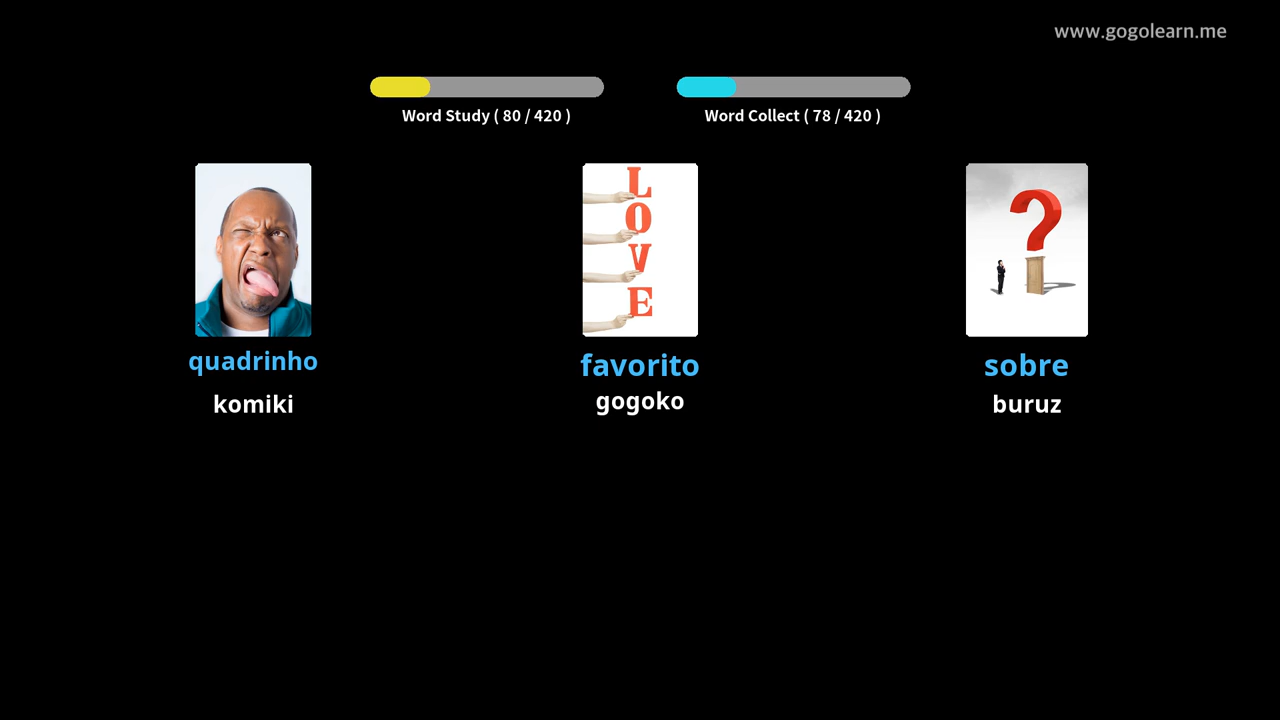 www.gogolearn.me
Word Study ( 80 / 420 )
Word Collect ( 78 / 420 )
L
O
V
E
?
quadrinho
favorito
sobre
komiki
gogoko
buruz